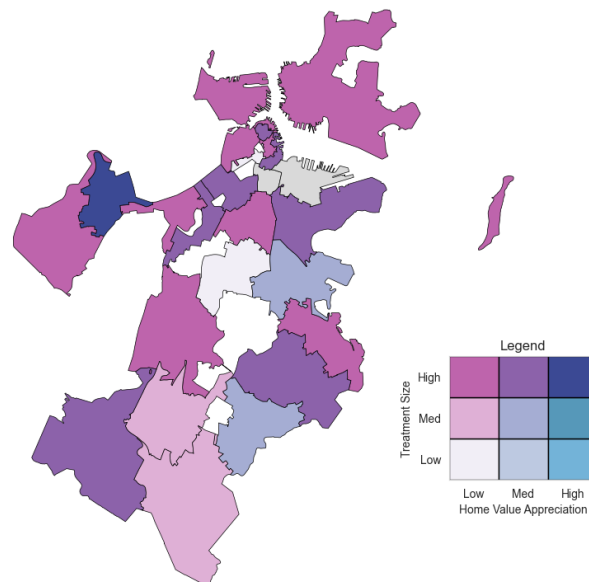 Legend
High
Med
Low
Treatment Size
Low Med High
Home Value Appreciation